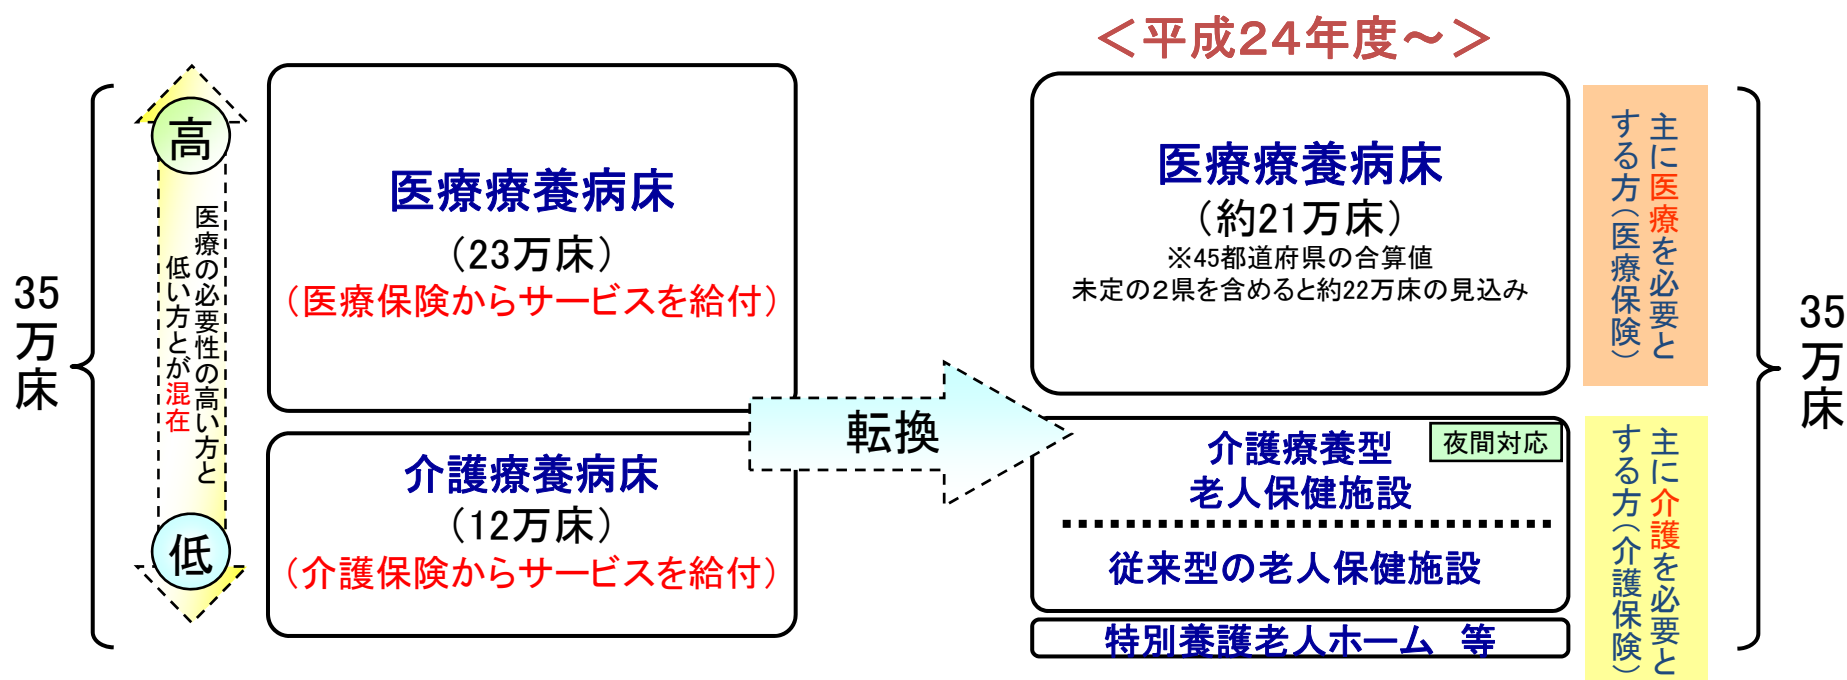 ＜平成２４年度～＞
35
万
床
高
医療の必要性の高い方と
低い方とが混在
低
医療療養病床
（23万床）
（医療保険からサービスを給付）
介護療養病床
（12万床）
（介護保険からサービスを給付）
転換
医療療養病床
（約21万床）
※45都道府県の合算値
未定の２県を含めると約22万床の見込み
介護療養型
老人保健施設
夜間対応
従来型の老人保健施設
特別養護老人ホーム　等
主に医療を必要と
する方（医療保険）
主に介護を必要と
する方（介護保険）
35
万
床